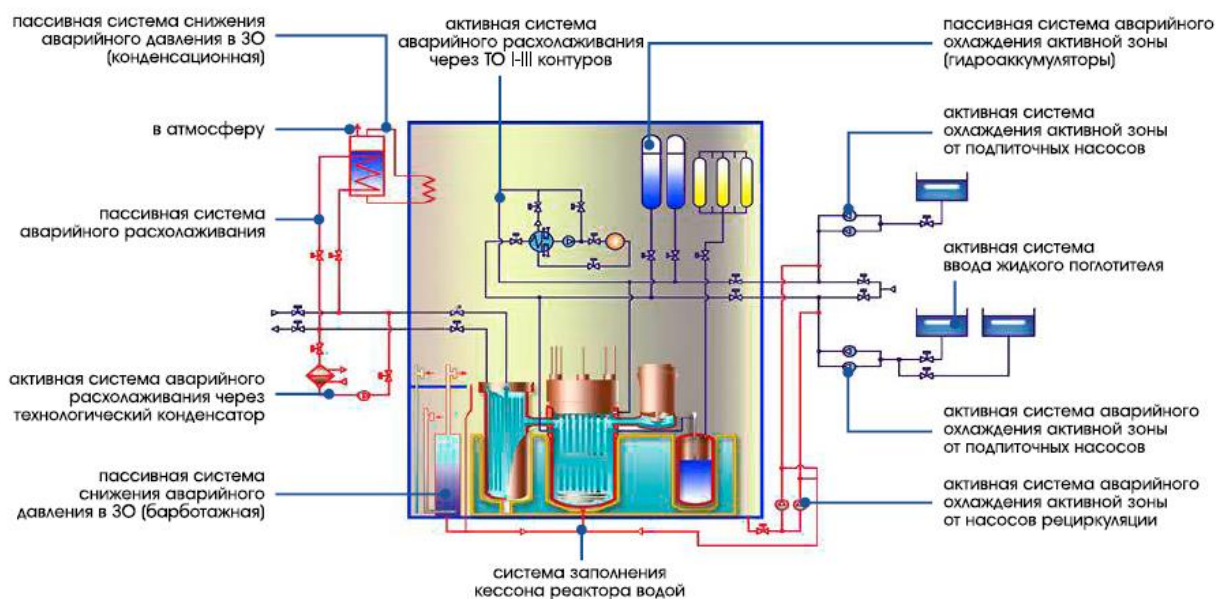 пассивная система снижения
аварийного давления в ЗО
(конденсационная)
активная система
аварийного расхолаживания
через ТО I-III контуров
пассивная система аварийного
охлаждения активной зоны
(гидроаккумуляторы)
в атмосферу
активная система
охлаждения активной зоны
от подпиточных насосов
пассивная система
аварийного расхолаживания
активная система
ввода жидкого поглотителя
активная система аварийного
расхолаживания через
технологический конденсатор
активная система аварийного
охлаждения активной зоны
от подпиточных насосов
пассивная система
снижения аварийного
давления в ЗО (барботажная)
активная система аварийного
охлаждения активной зоны
от насосов рециркуляции
система заполнения
кессона реактора водой